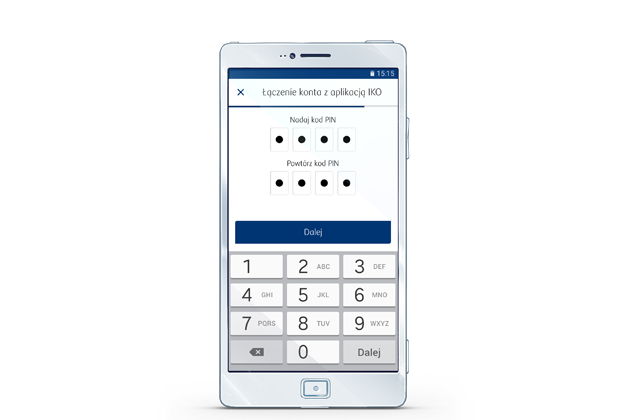 15:15
Łączenie konta z aplikacją IKO
Nadaj kod PIN
Powtórz kod PIN
Dalej
1 2 ABC 3 DEF
4 GHI 5 JKL 6 MNO
7 PQRS 8 TUV 9 WXYZ
0 Dalej